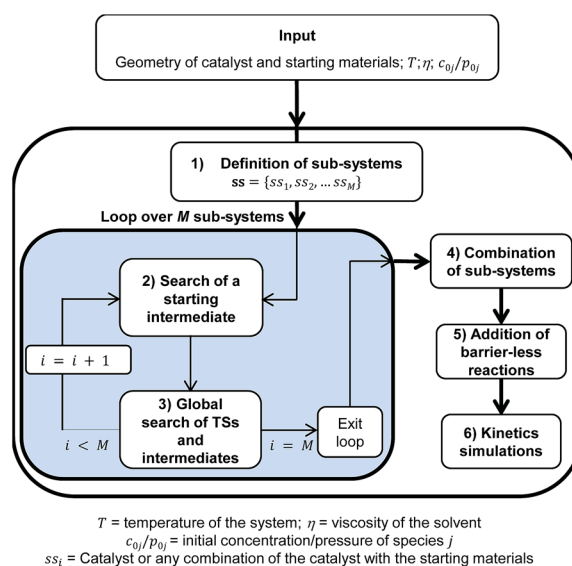 Input
Geometry of catalyst and starting materials; T; η; c₀ⱼ/p₀ⱼ
1) Definition of sub-systems
ss = {ss₁, ss₂, … ss_M}
Loop over M sub-systems
2) Search of a
starting
intermediate
i = i + 1
3) Global
search of TSs
and
intermediates
i < M
i = M
Exit
loop
4) Combination
of sub-systems
5) Addition of
barrier-less
reactions
6) Kinetics
simulations
T = temperature of the system; η = viscosity of the solvent
c₀ⱼ/p₀ⱼ = initial concentration/pressure of species j
ssᵢ = Catalyst or any combination of the catalyst with the starting materials